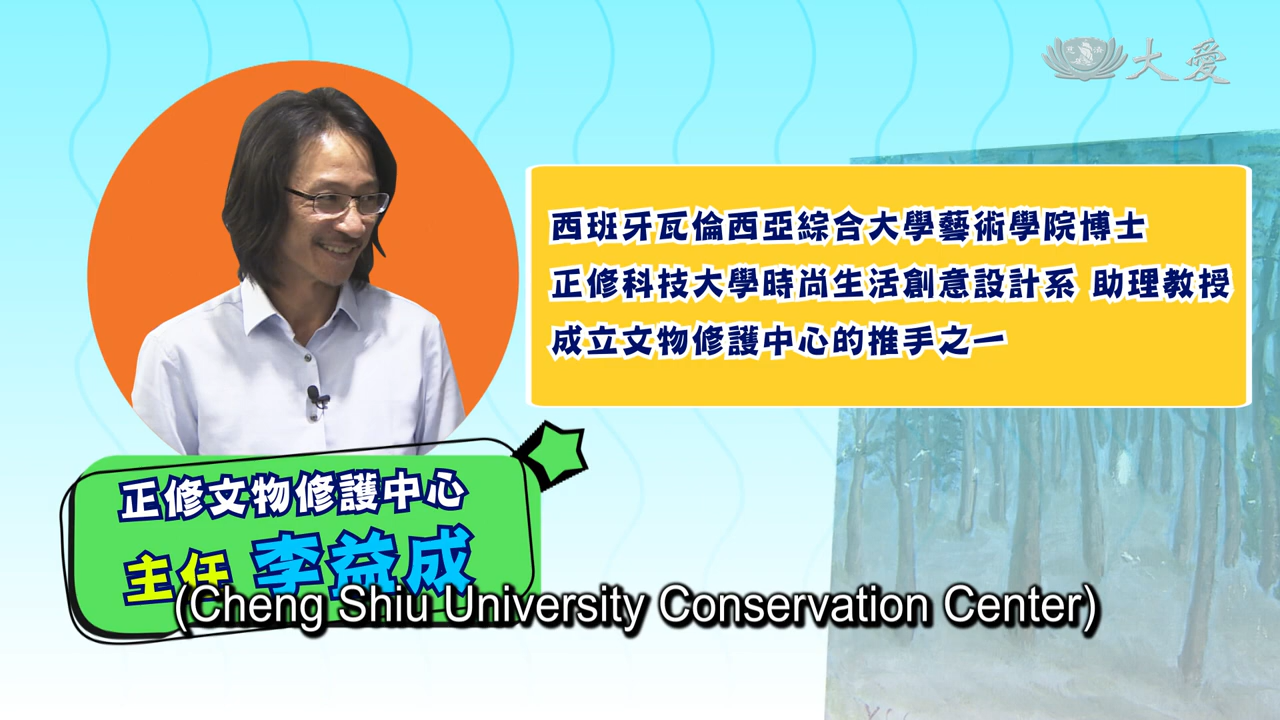 大愛
西班牙瓦倫西亞綜合大學藝術學院博士
正修科技大學時尚生活創意設計系 助理教授
成立文物修護中心的推手之一
正修文物修護中心
主任 李益成
(Cheng Shiu University Conservation Center)